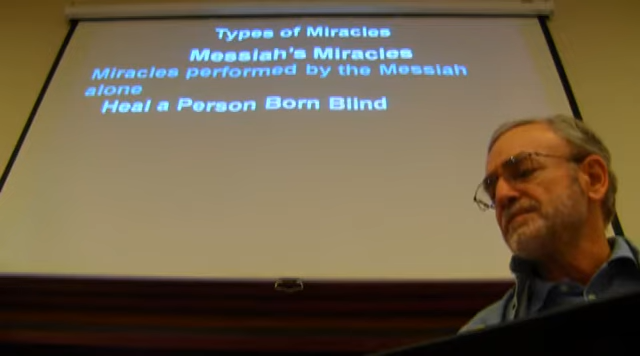 Types of Miracles
Messiah's Miracles
Miracles performed by the Messiah
alone
Heal a Person Born Blind